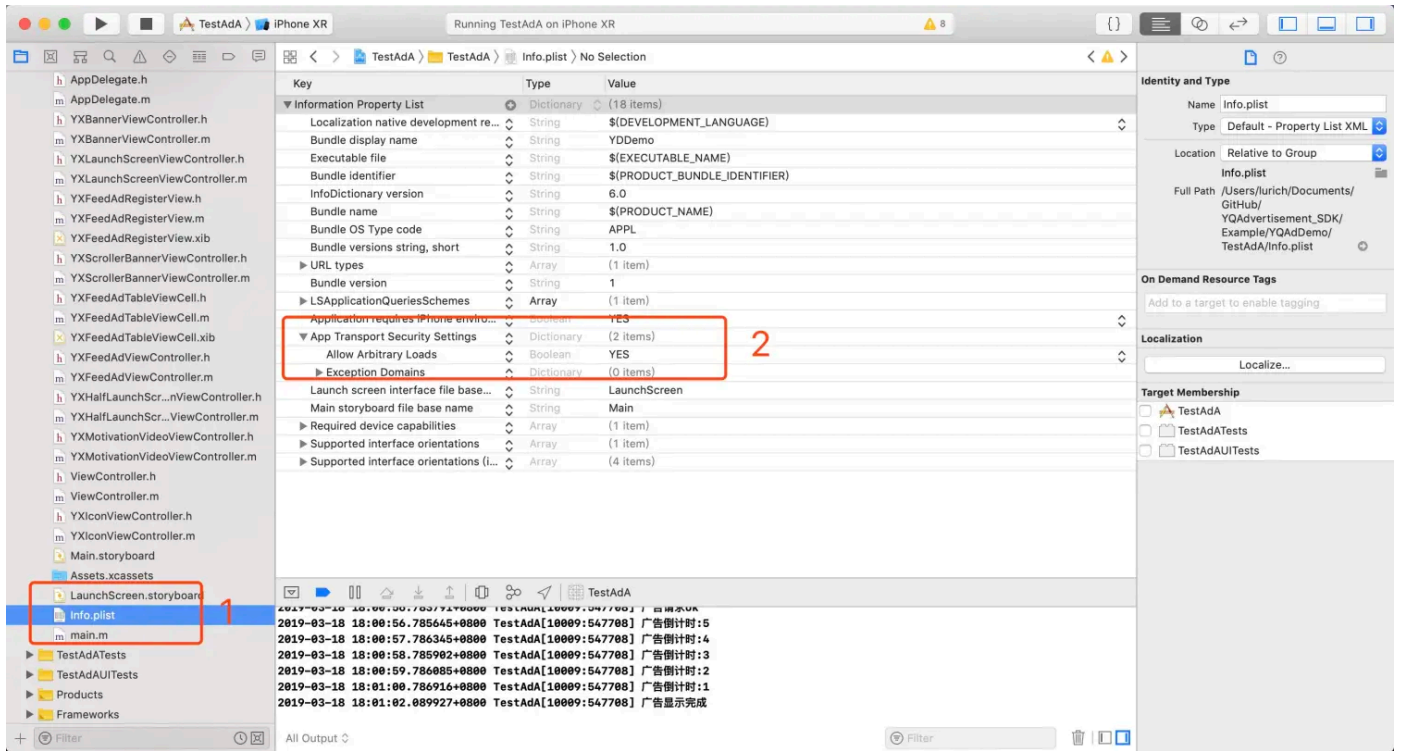 TestAdA 〉 iPhone XR
Running TestAdA on iPhone XR
8
{ }
TestAdA 〉 TestAdA 〉 Info.plist 〉 No Selection
AppDelegate.h
AppDelegate.m
YXBannerViewController.h
YXBannerViewController.m
YXLaunchScreenViewController.h
YXLaunchScreenViewController.m
YXFeedAdRegisterView.h
YXFeedAdRegisterView.m
YXFeedAdRegisterView.xib
YXScrollerBannerViewController.h
YXScrollerBannerViewController.m
YXFeedAdTableViewCell.h
YXFeedAdTableViewCell.m
YXFeedAdTableViewCell.xib
YXFeedAdViewController.h
YXFeedAdViewController.m
YXHalfLaunchScr...nViewController.h
YXHalfLaunchScr...ViewController.m
YXMotivationVideoViewController.h
YXMotivationVideoViewController.m
ViewController.h
ViewController.m
YXIconViewController.h
YXIconViewController.m
Main.storyboard
Assets.xcassets
LaunchScreen.storyboard
Info.plist
main.m
1
TestAdATests
TestAdAUITests
Products
Frameworks
Filter
Key Type Value
Information Property List Dictionary (18 items)
Localization native development re... String $(DEVELOPMENT_LANGUAGE)
Bundle display name String YDDemo
Executable file String $(EXECUTABLE_NAME)
Bundle identifier String $(PRODUCT_BUNDLE_IDENTIFIER)
InfoDictionary version String 6.0
Bundle name String $(PRODUCT_NAME)
Bundle OS Type code String APPL
Bundle versions string, short String 1.0
URL types Array (1 item)
Bundle version String 1
LSApplicationQueriesSchemes Array (1 item)
Application requires iPhone enviro... Boolean YES
App Transport Security Settings Dictionary (2 items)
2
Allow Arbitrary Loads Boolean YES
Exception Domains Dictionary (0 items)
Launch screen interface file base... String LaunchScreen
Main storyboard file base name String Main
Required device capabilities Array (1 item)
Supported interface orientations Array (1 item)
Supported interface orientations (i... Array (4 items)
TestAdA
2019-03-18 18:00:56.783791+0800 TestAdA[10009:547708] 广告请求OK
2019-03-18 18:00:56.785645+0800 TestAdA[10009:547708] 广告倒计时:5
2019-03-18 18:00:57.786345+0800 TestAdA[10009:547708] 广告倒计时:4
2019-03-18 18:00:58.785902+0800 TestAdA[10009:547708] 广告倒计时:3
2019-03-18 18:00:59.786085+0800 TestAdA[10009:547708] 广告倒计时:2
2019-03-18 18:01:00.786916+0800 TestAdA[10009:547708] 广告倒计时:1
2019-03-18 18:01:02.089927+0800 TestAdA[10009:547708] 广告显示完成
All Output
Filter
Identity and Type
Name Info.plist
Type Default - Property List XML
Location Relative to Group
Info.plist
Full Path /Users/lurich/Documents/
GitHub/
YQAdvertisement_SDK/
Example/YQAdDemo/
TestAdA/Info.plist
On Demand Resource Tags
Add to a target to enable tagging
Localization
Localize...
Target Membership
TestAdA
TestAdATests
TestAdAUITests